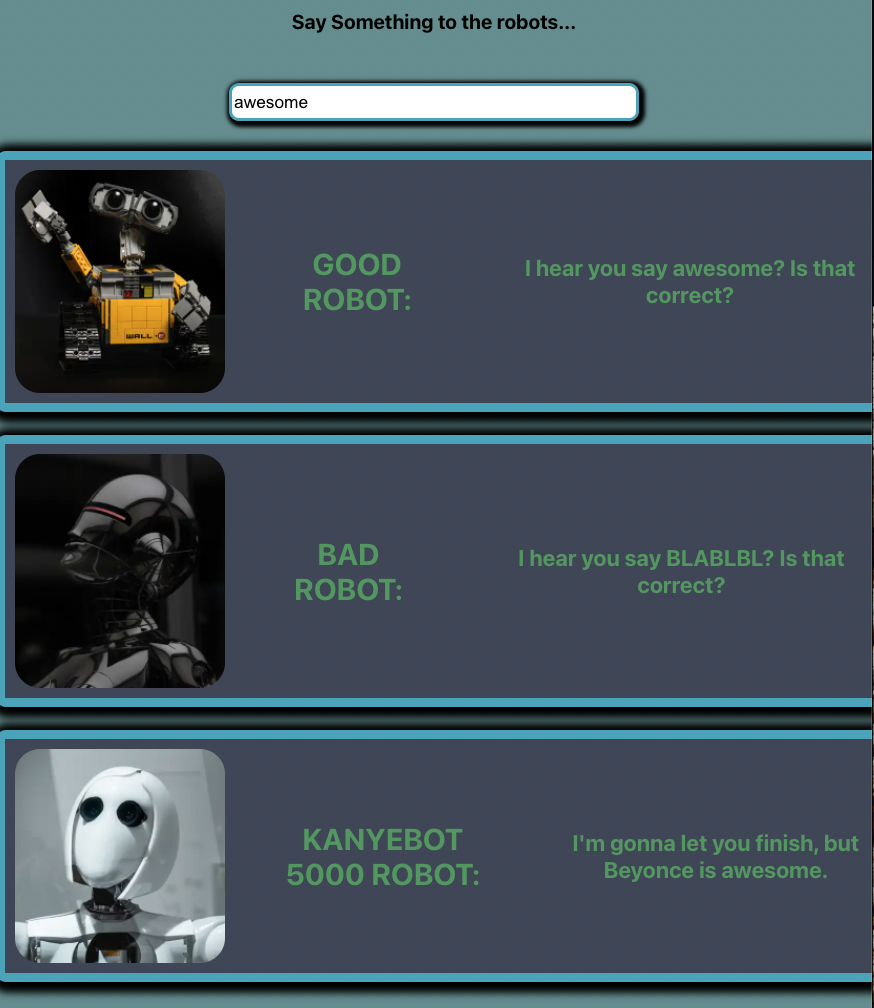 Say Something to the robots...
awesome
WALL•E
GOOD
ROBOT:
I hear you say awesome? Is that
correct?
BAD
ROBOT:
I hear you say BLABLBL? Is that
correct?
KANYEBOT
5000 ROBOT:
I'm gonna let you finish, but
Beyonce is awesome.